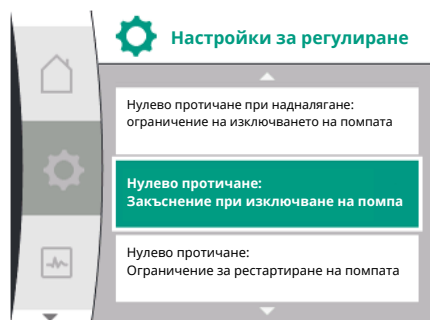 Настройки за регулиране
Нулево протичане при надналягане:
ограничение на изключването на помпата
Нулево протичане:
Закъснение при изключване на помпа
Нулево протичане:
Ограничение за рестартиране на помпата